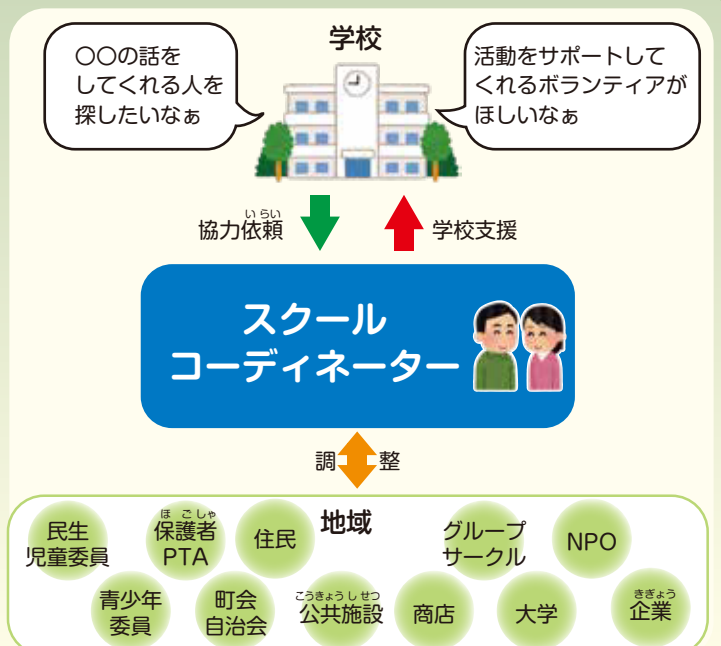 学校
〇〇の話を
してくれる人を
探したいなぁ
活動をサポートして
くれるボランティアが
ほしいなぁ
いらい
協力依頼
学校支援
スクール
コーディネーター
調整
地域
民生
児童委員
ほごしゃ
保護者
PTA
住民
グループ
サークル
NPO
青少年
委員
町会
自治会
こうきょうしせつ
公共施設
商店
大学
きぎょう
企業